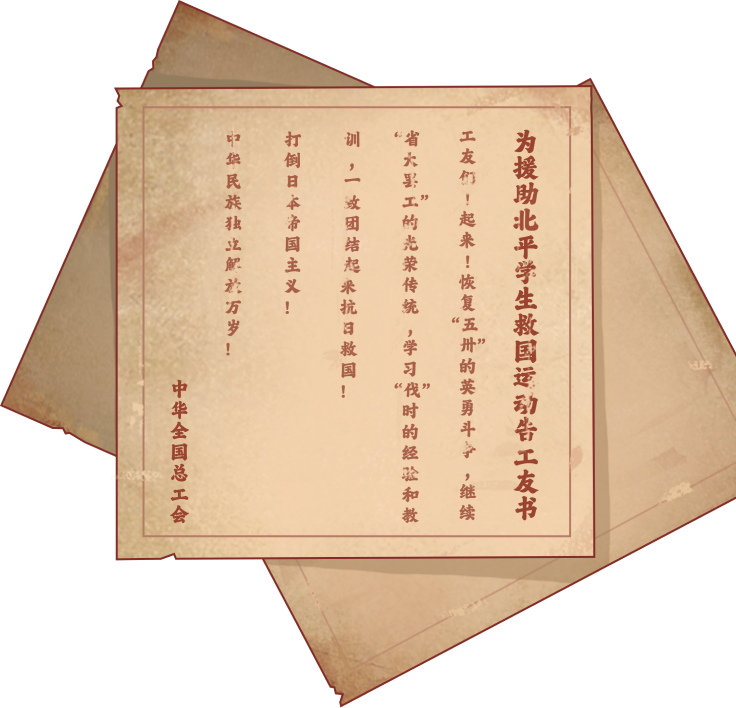 为援助北平学生救国运动告工友书
工友们！起来！恢复“五卅”的英勇斗争，继续
“省大罢工”的光荣传统，学习“伐”时的经验和教
训，一致团结起来抗日救国！
打倒日本帝国主义！
中华民族独立解放万岁！
中华全国总工会